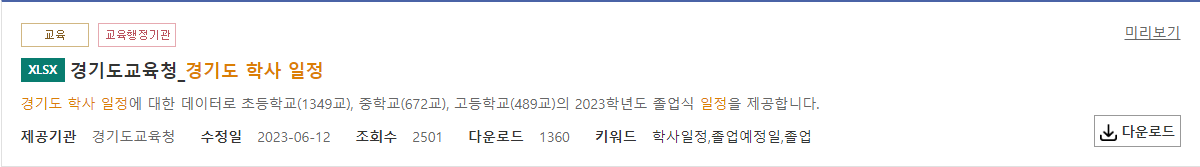 교육 교육행정기관 미리보기
XLSX 경기도교육청_경기도 학사 일정
경기도 학사 일정에 대한 데이터로 초등학교(1349교), 중학교(672교), 고등학교(489교)의 2023학년도 졸업식 일정을 제공합니다.
제공기관 경기도교육청 수정일 2023-06-12 조회수 2501 다운로드 1360 키워드 학사일정,졸업예정일,졸업 다운로드